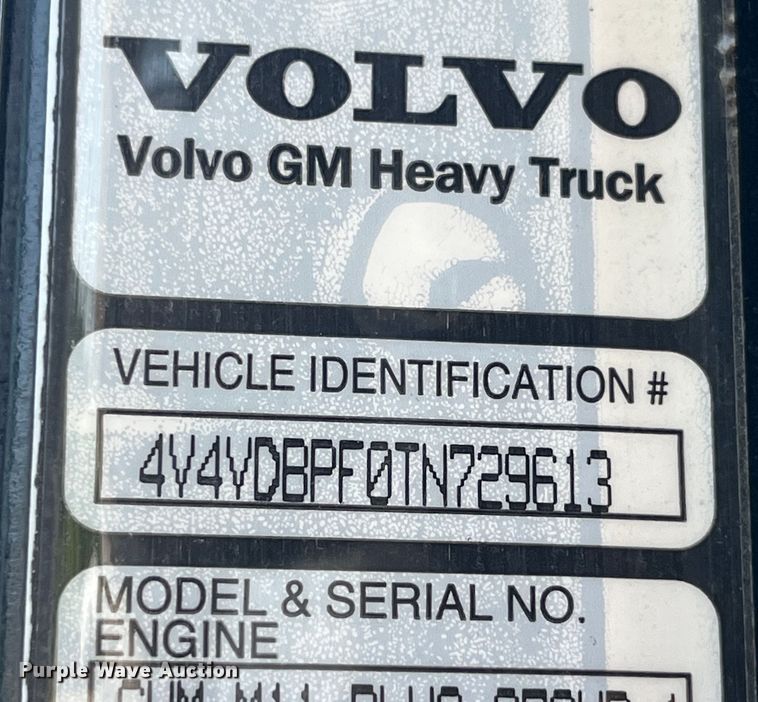 VOLVO
Volvo GM Heavy Truck
VEHICLE IDENTIFICATION #
4V4VDBPF0TN729613
MODEL & SERIAL NO.
ENGINE
Purple Wave Auction